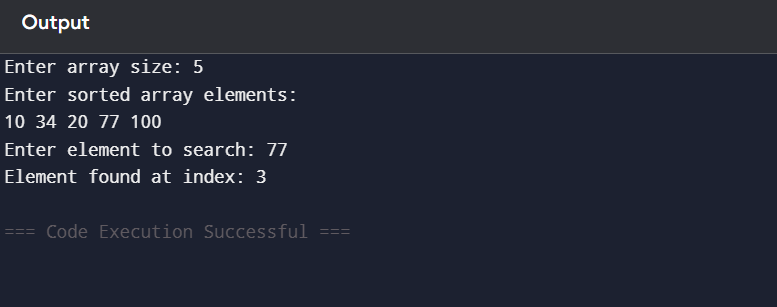 Output
Enter array size: 5
Enter sorted array elements:
10 34 20 77 100
Enter element to search: 77
Element found at index: 3
=== Code Execution Successful ===